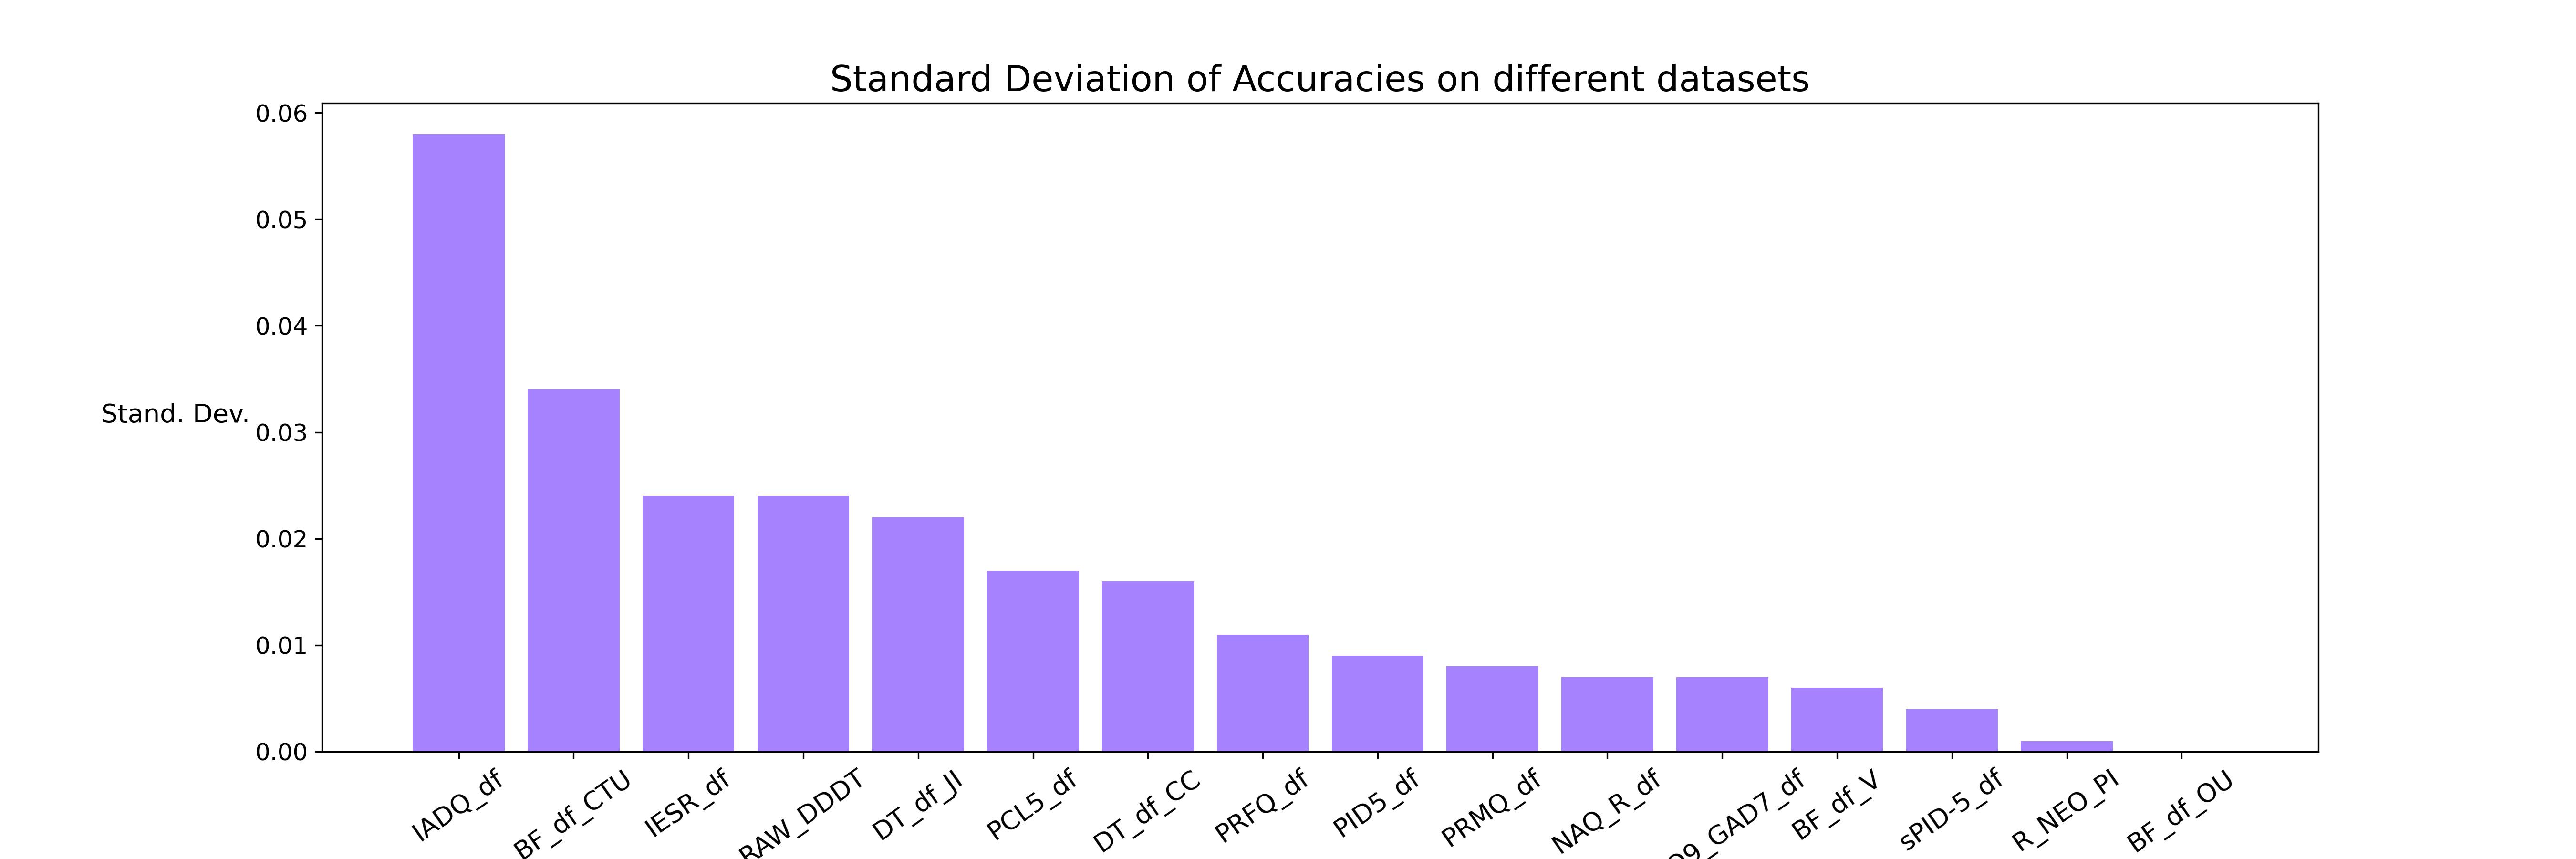 Standard Deviation of Accuracies on different datasets
0.06
0.05
0.04
Stand. Dev.
0.03
0.02
0.01
0.00
IADQ_df
BF_df_CTU
IESR_df
RAW_DDDT
DT_df_JI
PCL5_df
DT_df_CC
PRFQ_df
PID5_df
PRMQ_df
NAQ_R_df
Q9_GAD7_df
BF_df_V
sPID-5_df
R_NEO_PI
BF_df_OU